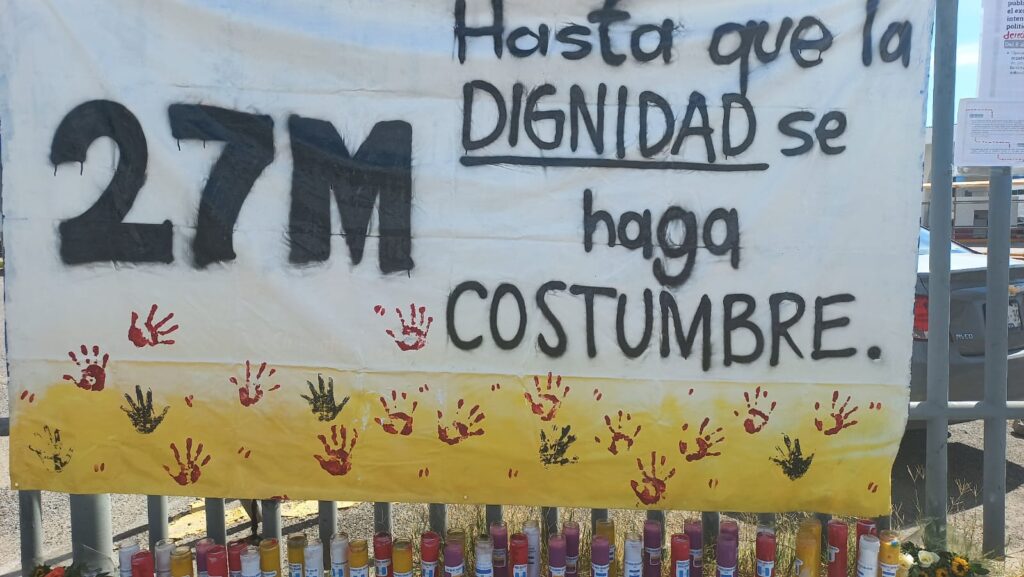 27M
Hasta que la
DIGNIDAD se
haga
COSTUMBRE.